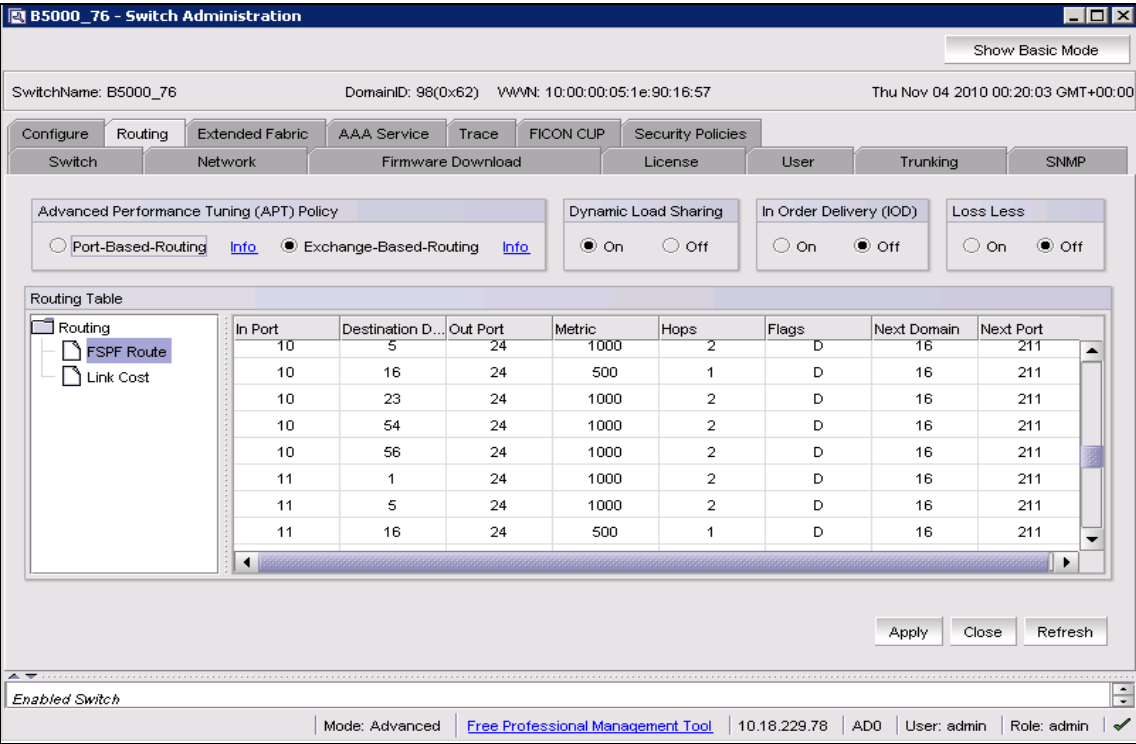 B5000_76 - Switch Administration
Show Basic Mode
SwitchName: B5000_76 DomainID: 98(0x62) WWN: 10:00:00:05:1e:90:16:57 Thu Nov 04 2010 00:20:03 GMT+00:00
Configure Routing Extended Fabric AAA Service Trace FICON CUP Security Policies
Switch Network Firmware Download License User Trunking SNMP
Advanced Performance Tuning (APT) Policy Dynamic Load Sharing In Order Delivery (IOD) Loss Less
Port-Based-Routing Info Exchange-Based-Routing Info On Off On Off On Off
Routing Table
Routing
FSPF Route
Link Cost
In Port Destination D... Out Port Metric Hops Flags Next Domain Next Port
10 5 24 1000 2 D 16 211
10 16 24 500 1 D 16 211
10 23 24 1000 2 D 16 211
10 54 24 1000 2 D 16 211
10 56 24 1000 2 D 16 211
11 1 24 1000 2 D 16 211
11 5 24 1000 2 D 16 211
11 16 24 500 1 D 16 211
Apply Close Refresh
Enabled Switch
Mode: Advanced Free Professional Management Tool 10.18.229.78 AD0 User: admin Role: admin